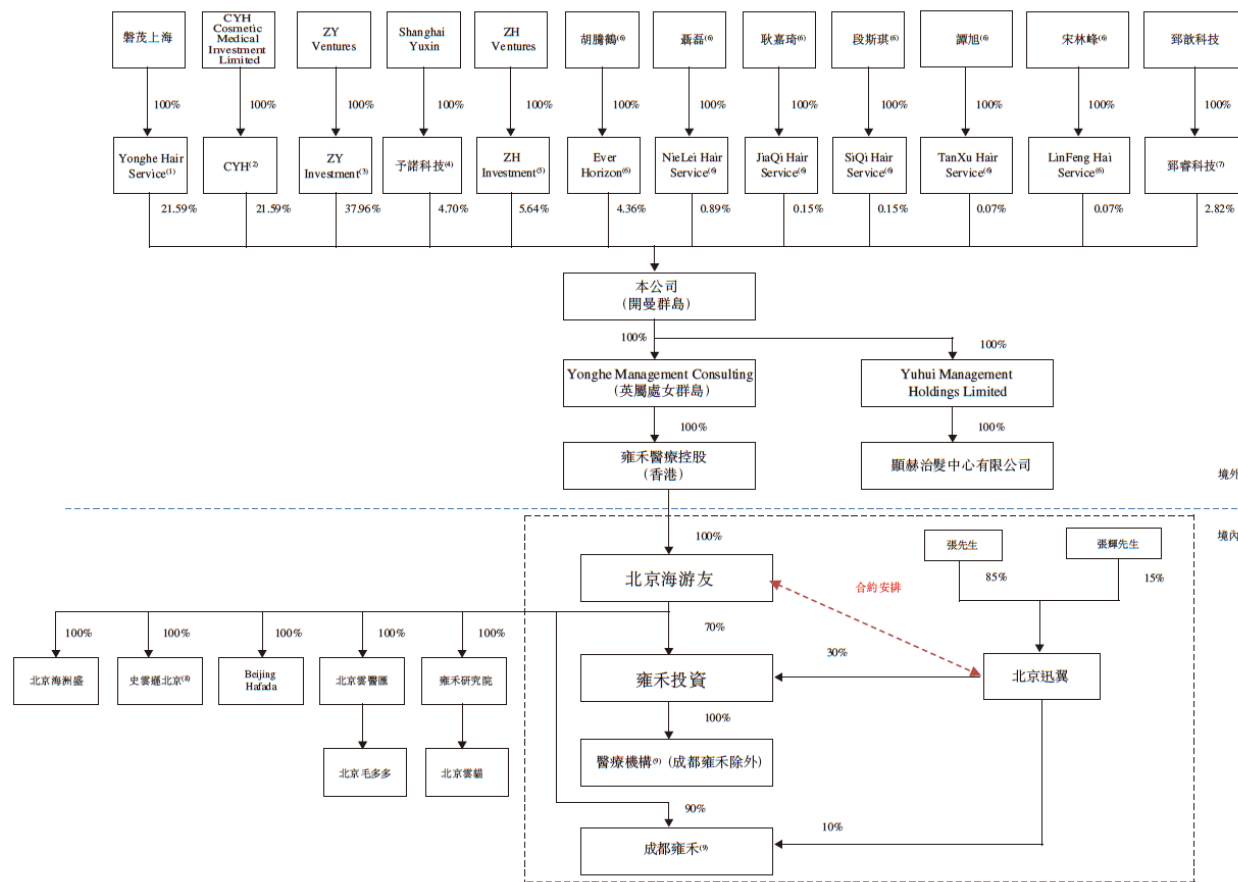 磐茂上海
CYH
Cosmetic
Medical
Investment
Limited
ZY
Ventures
Shanghai
Yuxin
ZH
Ventures
胡騰鶴⁽⁶⁾
聶磊⁽⁶⁾
耿嘉琦⁽⁶⁾
段斯琪⁽⁶⁾
譚旭⁽⁶⁾
宋林峰⁽⁶⁾
郅歆科技
100% 100% 100% 100% 100% 100% 100% 100% 100% 100% 100% 100%
Yonghe Hair
Service⁽¹⁾
CYH⁽²⁾
ZY
Investment⁽³⁾
予諾科技⁽⁴⁾
ZH
Investment⁽⁵⁾
Ever
Horizon⁽⁶⁾
NieLei Hair
Service⁽⁶⁾
JiaQi Hair
Service⁽⁶⁾
SiQi Hair
Service⁽⁶⁾
TanXu Hair
Service⁽⁶⁾
LinFeng Hai
Service⁽⁶⁾
郅睿科技⁽⁷⁾
21.59% 21.59% 37.96% 4.70% 5.64% 4.36% 0.89% 0.15% 0.15% 0.07% 0.07% 2.82%
本公司
(開曼群島)
100%
100%
Yonghe Management Consulting
(英屬處女群島)
Yuhui Management
Holdings Limited
100%
100%
雍禾醫療控股
(香港)
顯赫治髮中心有限公司
境外
境內
100%
張先生
張輝先生
85%
15%
北京海游友
合約安排
100% 100% 100% 100% 100%
70%
30%
北京海洲盛
史雲遜北京⁽⁸⁾
Beijing
Hafada
北京雲醫匯
雍禾研究院
雍禾投資
北京迅翼
100%
北京毛多多
北京雲貓
醫療機構⁽⁹⁾ (成都雍禾除外)
90%
10%
成都雍禾⁽⁹⁾